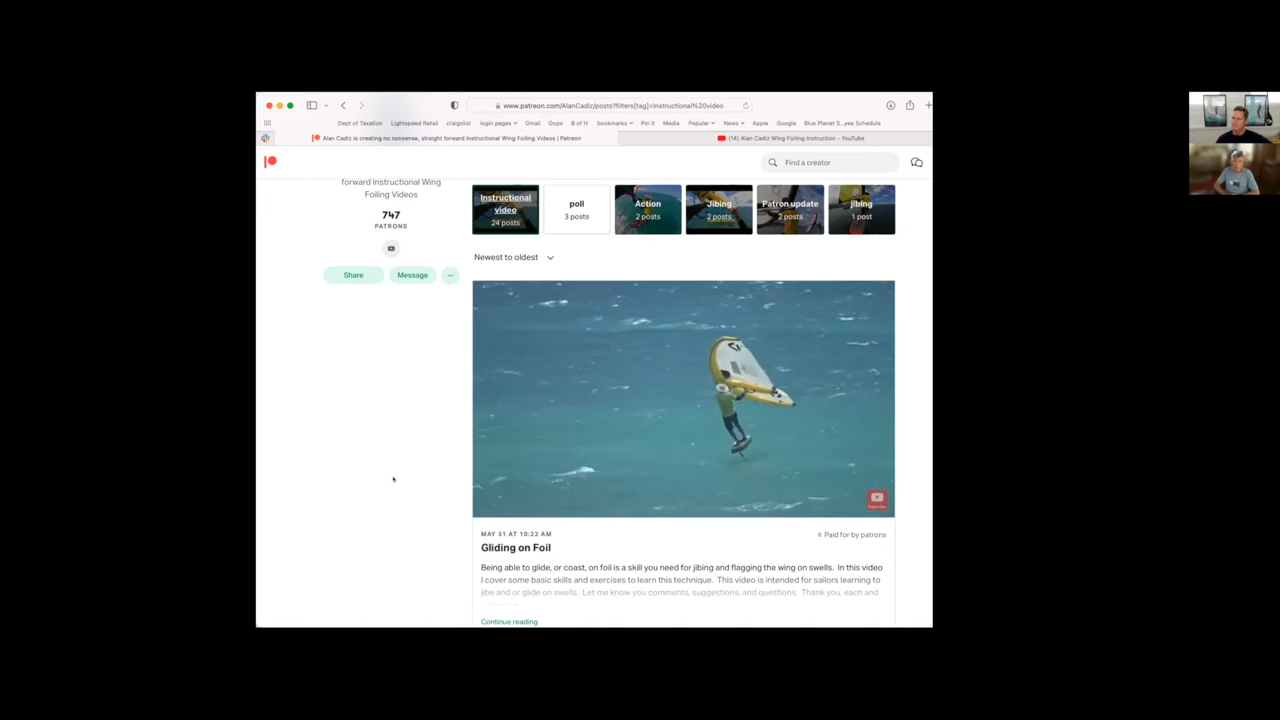 www.patreon.com/AlanCadiz/posts?filters[tag]=Instructional%20video
Dept of Taxation Lightspeed Retail craigslist login pages Gmail Oops B of H bookmarks Pin It Media Popular News Apple Google Blue Planet S...yee Schedule
Alan Cadiz is creating no nonsense, straight forward Instructional Wing Foiling Videos | Patreon
(14) Alan Cadiz Wing Foiling Instruction - YouTube
Find a creator
forward Instructional Wing
Foiling Videos
747
PATRONS
Share Message ...
Instructional
video
24 posts
poll
3 posts
Action
2 posts
Jibing
2 posts
Patron update
2 posts
jibing
1 post
Newest to oldest
MAY 31 AT 10:22 AM
Paid for by patrons
Gliding on Foil
Being able to glide, or coast, on foil is a skill you need for jibing and flagging the wing on swells. In this video
I cover some basic skills and exercises to learn this technique. This video is intended for sailors learning to
jibe and or glide on swells. Let me know you comments, suggestions, and questions. Thank you, each and
Continue reading